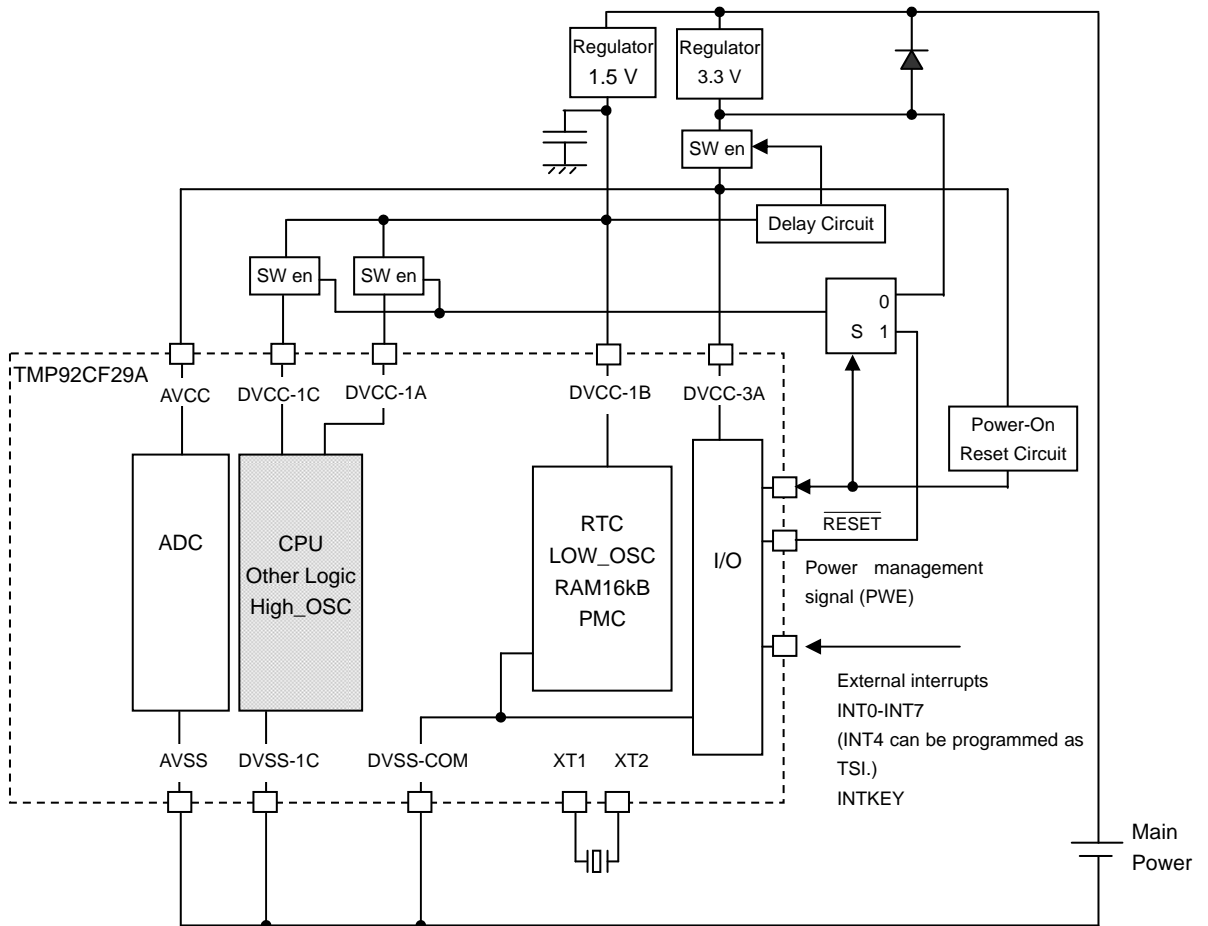 Regulator
1.5 V
Regulator
3.3 V
SW en
Delay Circuit
SW en
SW en
0
S 1
TMP92CF29A
AVCC
DVCC-1C
DVCC-1A
DVCC-1B
DVCC-3A
Power-On
Reset Circuit
ADC
CPU
Other Logic
High_OSC
RTC
LOW_OSC
RAM16kB
PMC
I/O
RESET
Power management
signal (PWE)
External interrupts
INT0-INT7
(INT4 can be programmed as
TSI.)
INTKEY
AVSS
DVSS-1C
DVSS-COM
XT1
XT2
Main
Power